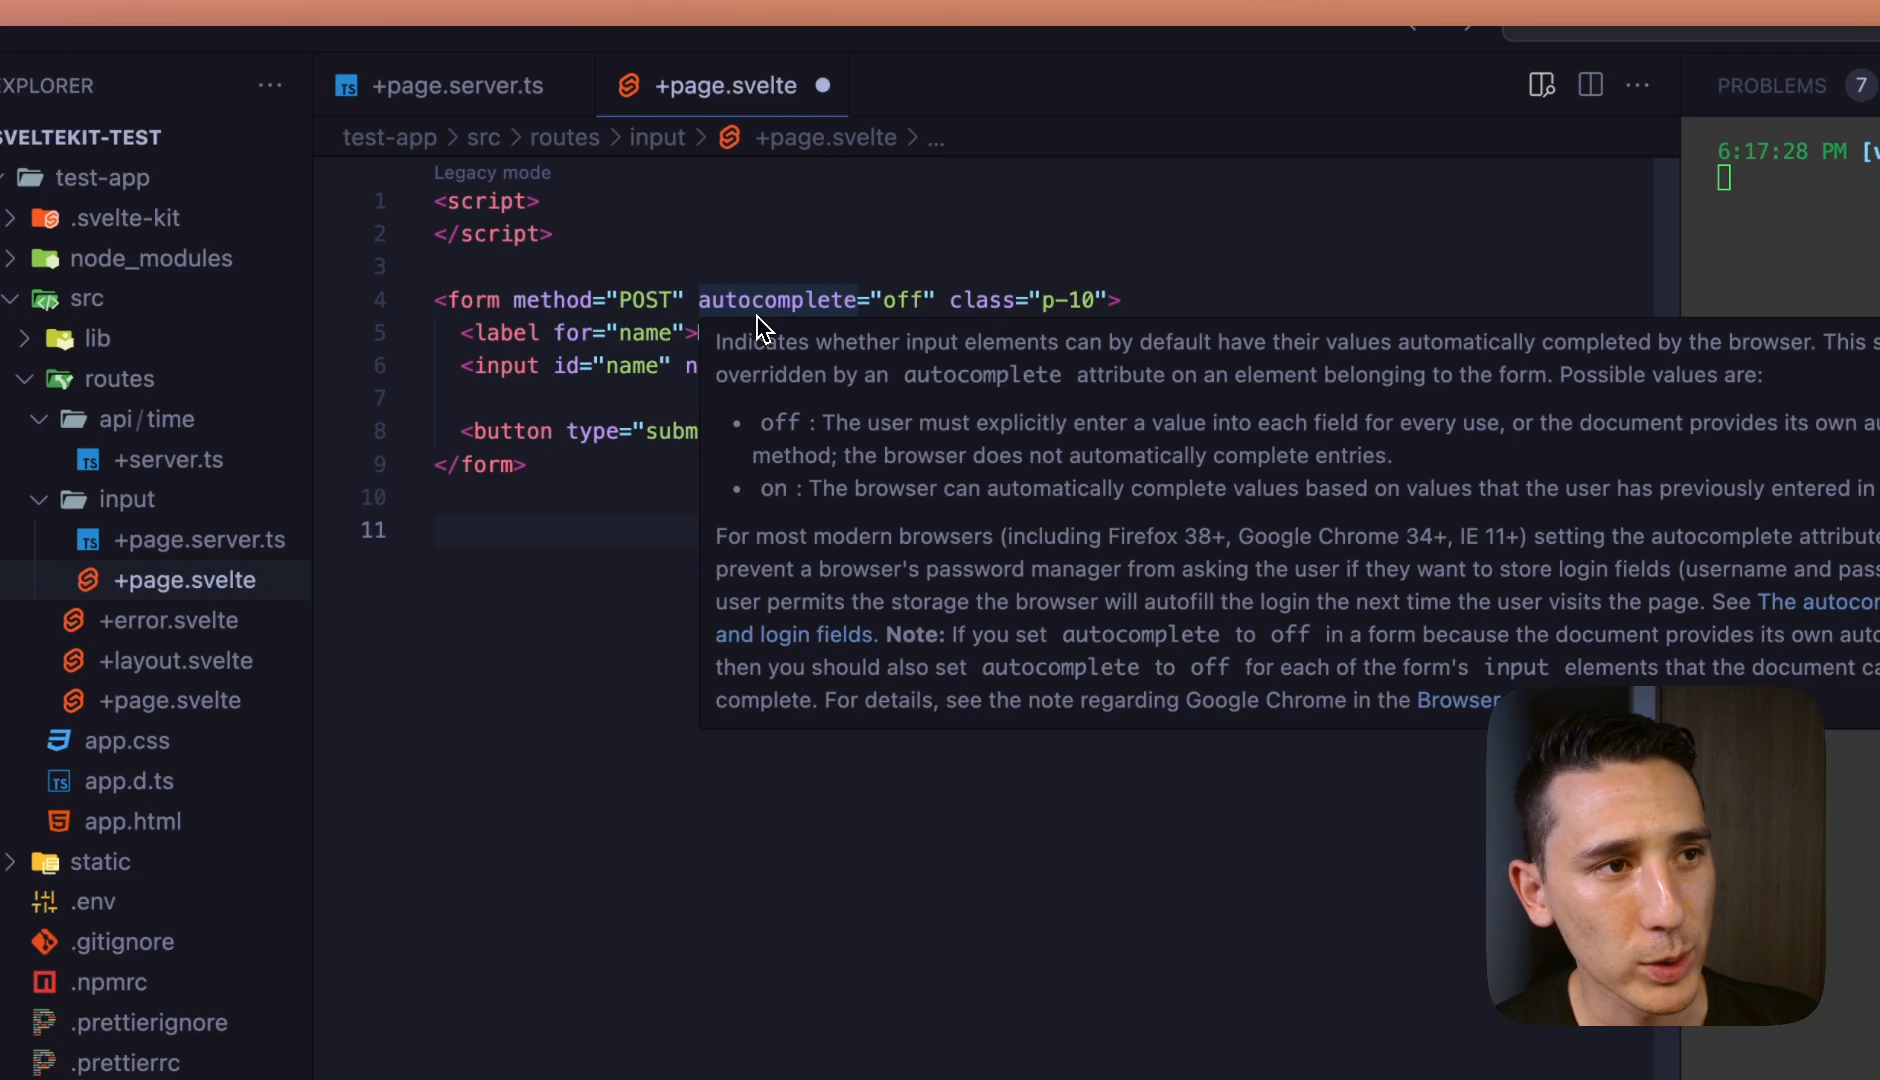 EXPLORER
SVELTEKIT-TEST
test-app
.svelte-kit
node_modules
src
lib
routes
api/time
+server.ts
input
+page.server.ts
+page.svelte
+error.svelte
+layout.svelte
+page.svelte
app.css
app.d.ts
app.html
static
.env
.gitignore
.npmrc
.prettierignore
.prettierrc
+page.server.ts
+page.svelte
test-app > src > routes > input > +page.svelte > ...
Legacy mode
1 <script>
2 </script>
3
4 <form method="POST" autocomplete="off" class="p-10">
5 <label for="name">
6 <input id="name" n
7
8 <button type="subm
9 </form>
10
11
Indicates whether input elements can by default have their values automatically completed by the browser. This s
overridden by an autocomplete attribute on an element belonging to the form. Possible values are:
• off : The user must explicitly enter a value into each field for every use, or the document provides its own au
method; the browser does not automatically complete entries.
• on : The browser can automatically complete values based on values that the user has previously entered in
For most modern browsers (including Firefox 38+, Google Chrome 34+, IE 11+) setting the autocomplete attribute
prevent a browser's password manager from asking the user if they want to store login fields (username and pass
user permits the storage the browser will autofill the login the next time the user visits the page. See The autocor
and login fields. Note: If you set autocomplete to off in a form because the document provides its own auto
then you should also set autocomplete to off for each of the form's input elements that the document ca
complete. For details, see the note regarding Google Chrome in the Browser
PROBLEMS 7
6:17:28 PM [v